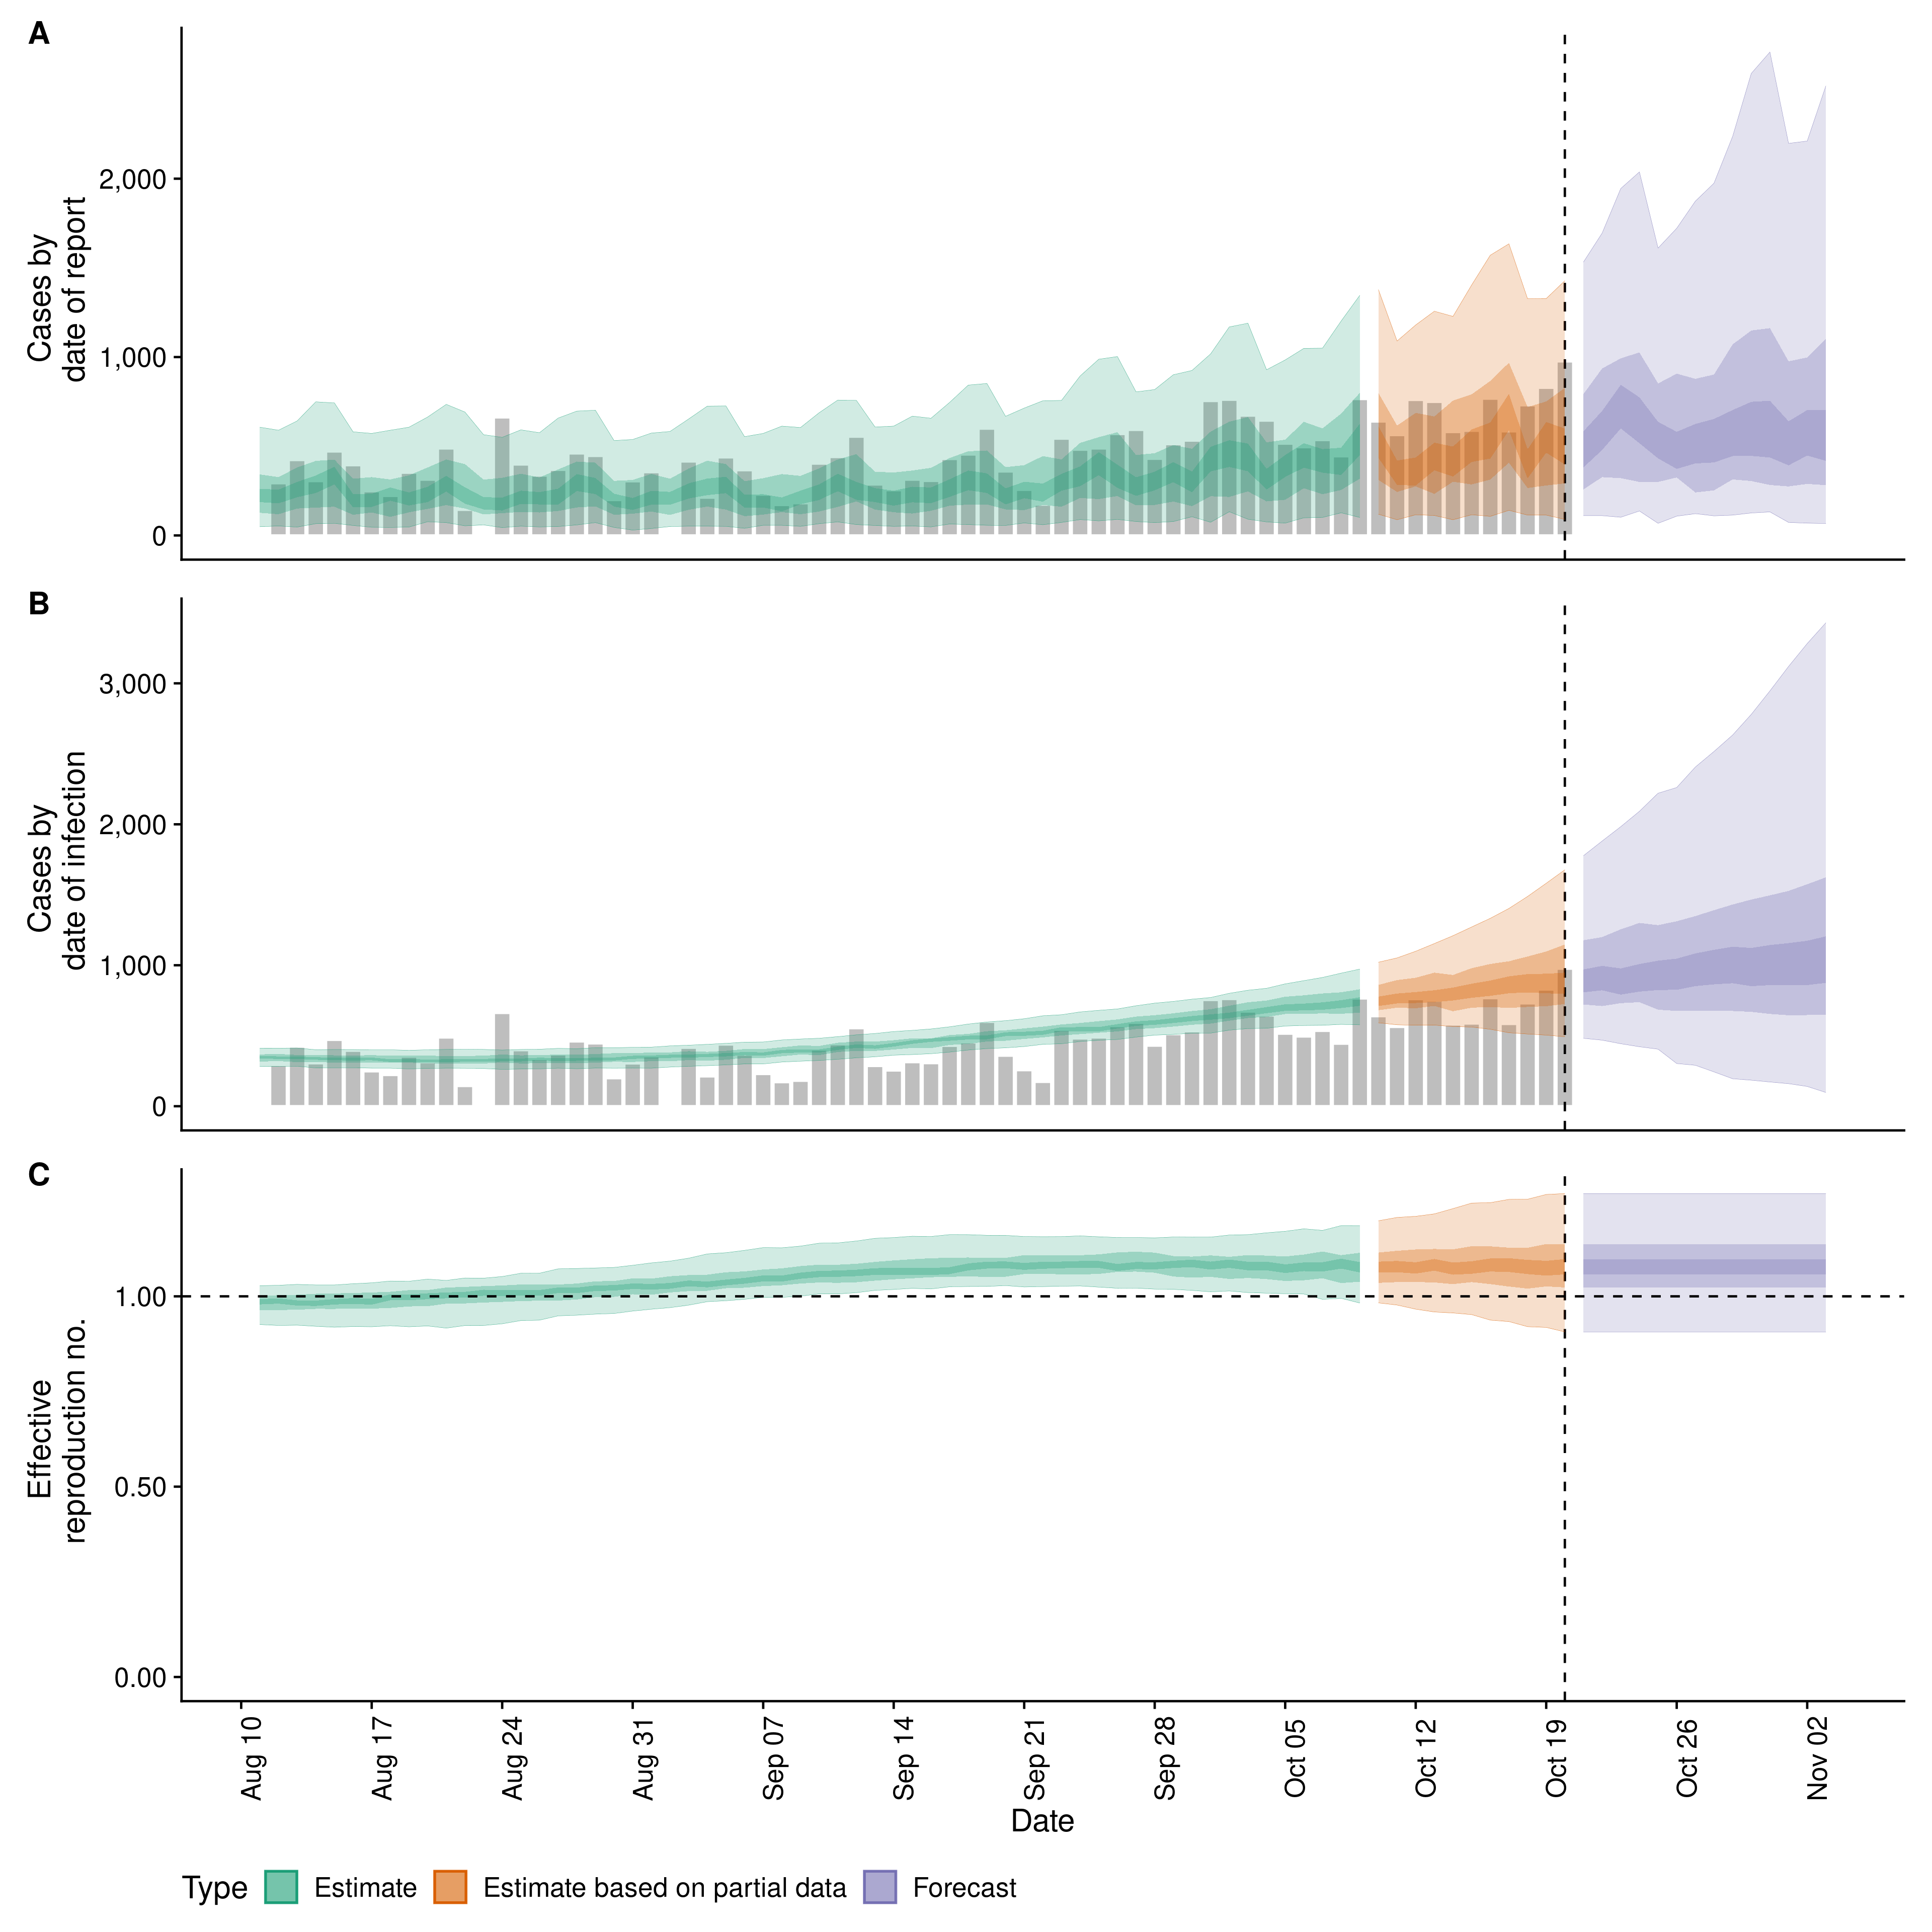 A
Cases by
date of report
2,000
1,000
0
B
Cases by
date of infection
3,000
2,000
1,000
0
C
Effective
reproduction no.
1.00
0.50
0.00
Aug 10
Aug 17
Aug 24
Aug 31
Sep 07
Sep 14
Sep 21
Sep 28
Oct 05
Oct 12
Oct 19
Oct 26
Nov 02
Date
Type Estimate Estimate based on partial data Forecast